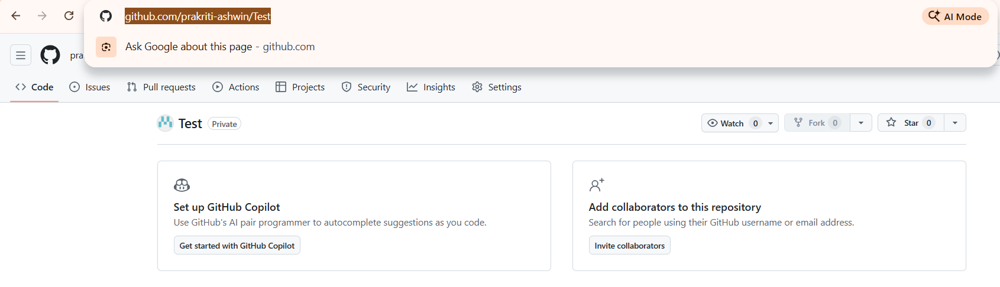 github.com/prakriti-ashwin/Test
AI Mode
Ask Google about this page - github.com
pra
Code Issues Pull requests Actions Projects Security Insights Settings
Test Private Watch 0 Fork 0 Star 0
Set up GitHub Copilot
Use GitHub's AI pair programmer to autocomplete suggestions as you code.
Get started with GitHub Copilot
Add collaborators to this repository
Search for people using their GitHub username or email address.
Invite collaborators